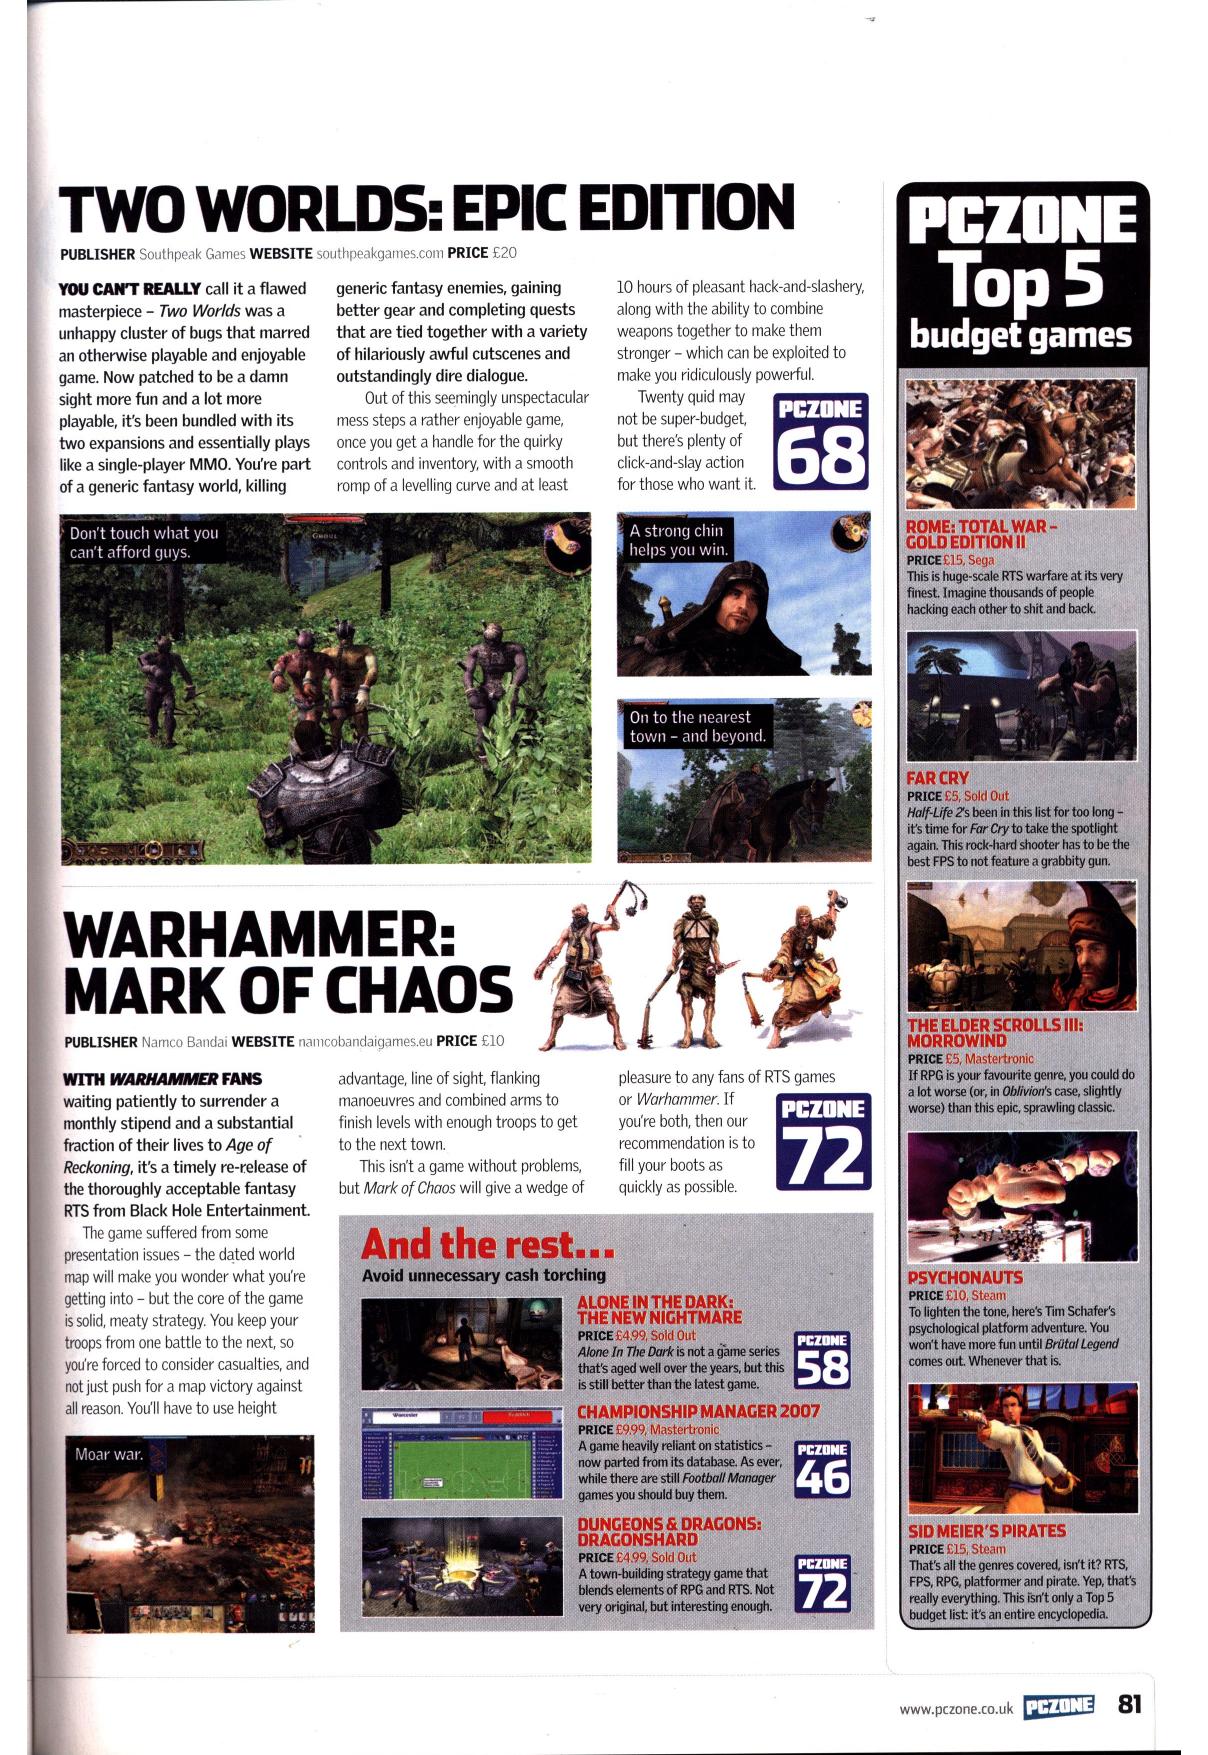 TWO WORLDS: EPIC EDITION
PUBLISHER Southpeak Games WEBSITE southpeakgames.com PRICE £20
YOU CAN'T REALLY call it a flawed
masterpiece – Two Worlds was a
unhappy cluster of bugs that marred
an otherwise playable and enjoyable
game. Now patched to be a damn
sight more fun and a lot more
playable, it's been bundled with its
two expansions and essentially plays
like a single-player MMO. You're part
of a generic fantasy world, killing
generic fantasy enemies, gaining
better gear and completing quests
that are tied together with a variety
of hilariously awful cutscenes and
outstandingly dire dialogue.
Out of this seemingly unspectacular
mess steps a rather enjoyable game,
once you get a handle for the quirky
controls and inventory, with a smooth
romp of a levelling curve and at least
10 hours of pleasant hack-and-slashery,
along with the ability to combine
weapons together to make them
stronger – which can be exploited to
make you ridiculously powerful.
Twenty quid may
not be super-budget,
but there's plenty of
click-and-slay action
for those who want it.
PCZONE
68
Don't touch what you
can't afford guys.
GHOUL
A strong chin
helps you win.
On to the nearest
town – and beyond.
WARHAMMER:
MARK OF CHAOS
PUBLISHER Namco Bandai WEBSITE namcobandaigames.eu PRICE £10
WITH WARHAMMER FANS
waiting patiently to surrender a
monthly stipend and a substantial
fraction of their lives to Age of
Reckoning, it's a timely re-release of
the thoroughly acceptable fantasy
RTS from Black Hole Entertainment.
The game suffered from some
presentation issues – the dated world
map will make you wonder what you're
getting into – but the core of the game
is solid, meaty strategy. You keep your
troops from one battle to the next, so
you're forced to consider casualties, and
not just push for a map victory against
all reason. You'll have to use height
advantage, line of sight, flanking
manoeuvres and combined arms to
finish levels with enough troops to get
to the next town.
This isn't a game without problems,
but Mark of Chaos will give a wedge of
pleasure to any fans of RTS games
or Warhammer. If
you're both, then our
recommendation is to
fill your boots as
quickly as possible.
PCZONE
72
Moar war.
And the rest...
Avoid unnecessary cash torching
ALONE IN THE DARK:
THE NEW NIGHTMARE
PRICE £4.99, Sold Out
Alone In The Dark is not a game series
that's aged well over the years, but this
is still better than the latest game.
PCZONE
58
Worcester
CHAMPIONSHIP MANAGER 2007
PRICE £9.99, Mastertronic
A game heavily reliant on statistics –
now parted from its database. As ever,
while there are still Football Manager
games you should buy them.
PCZONE
46
DUNGEONS & DRAGONS:
DRAGONSHARD
PRICE £4.99, Sold Out
A town-building strategy game that
blends elements of RPG and RTS. Not
very original, but interesting enough.
PCZONE
72
PCZONE
Top 5
budget games
ROME: TOTAL WAR –
GOLD EDITION II
PRICE £15, Sega
This is huge-scale RTS warfare at its very
finest. Imagine thousands of people
hacking each other to shit and back.
FAR CRY
PRICE £5, Sold Out
Half-Life 2's been in this list for too long –
it's time for Far Cry to take the spotlight
again. This rock-hard shooter has to be the
best FPS to not feature a grabbity gun.
THE ELDER SCROLLS III:
MORROWIND
PRICE £5, Mastertronic
If RPG is your favourite genre, you could do
a lot worse (or, in Oblivion's case, slightly
worse) than this epic, sprawling classic.
PSYCHONAUTS
PRICE £10, Steam
To lighten the tone, here's Tim Schafer's
psychological platform adventure. You
won't have more fun until Brütal Legend
comes out. Whenever that is.
SID MEIER'S PIRATES
PRICE £15, Steam
That's all the genres covered, isn't it? RTS,
FPS, RPG, platformer and pirate. Yep, that's
really everything. This isn't only a Top 5
budget list: it's an entire encyclopedia.
www.pczone.co.uk PCZONE 81